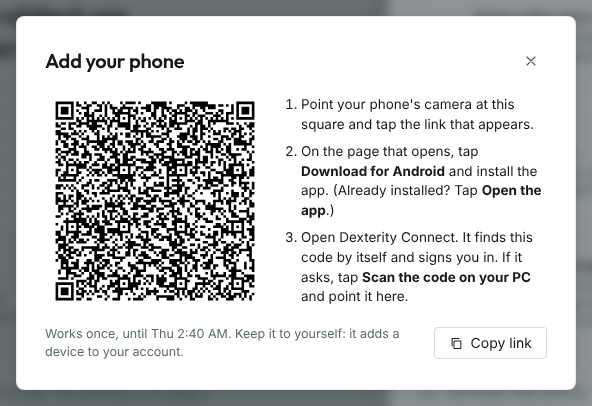 Add your phone
1. Point your phone's camera at this
square and tap the link that appears.
2. On the page that opens, tap
Download for Android and install the
app. (Already installed? Tap Open the
app.)
3. Open Dexterity Connect. It finds this
code by itself and signs you in. If it
asks, tap Scan the code on your PC
and point it here.
Works once, until Thu 2:40 AM. Keep it to yourself: it adds a
device to your account.
Copy link